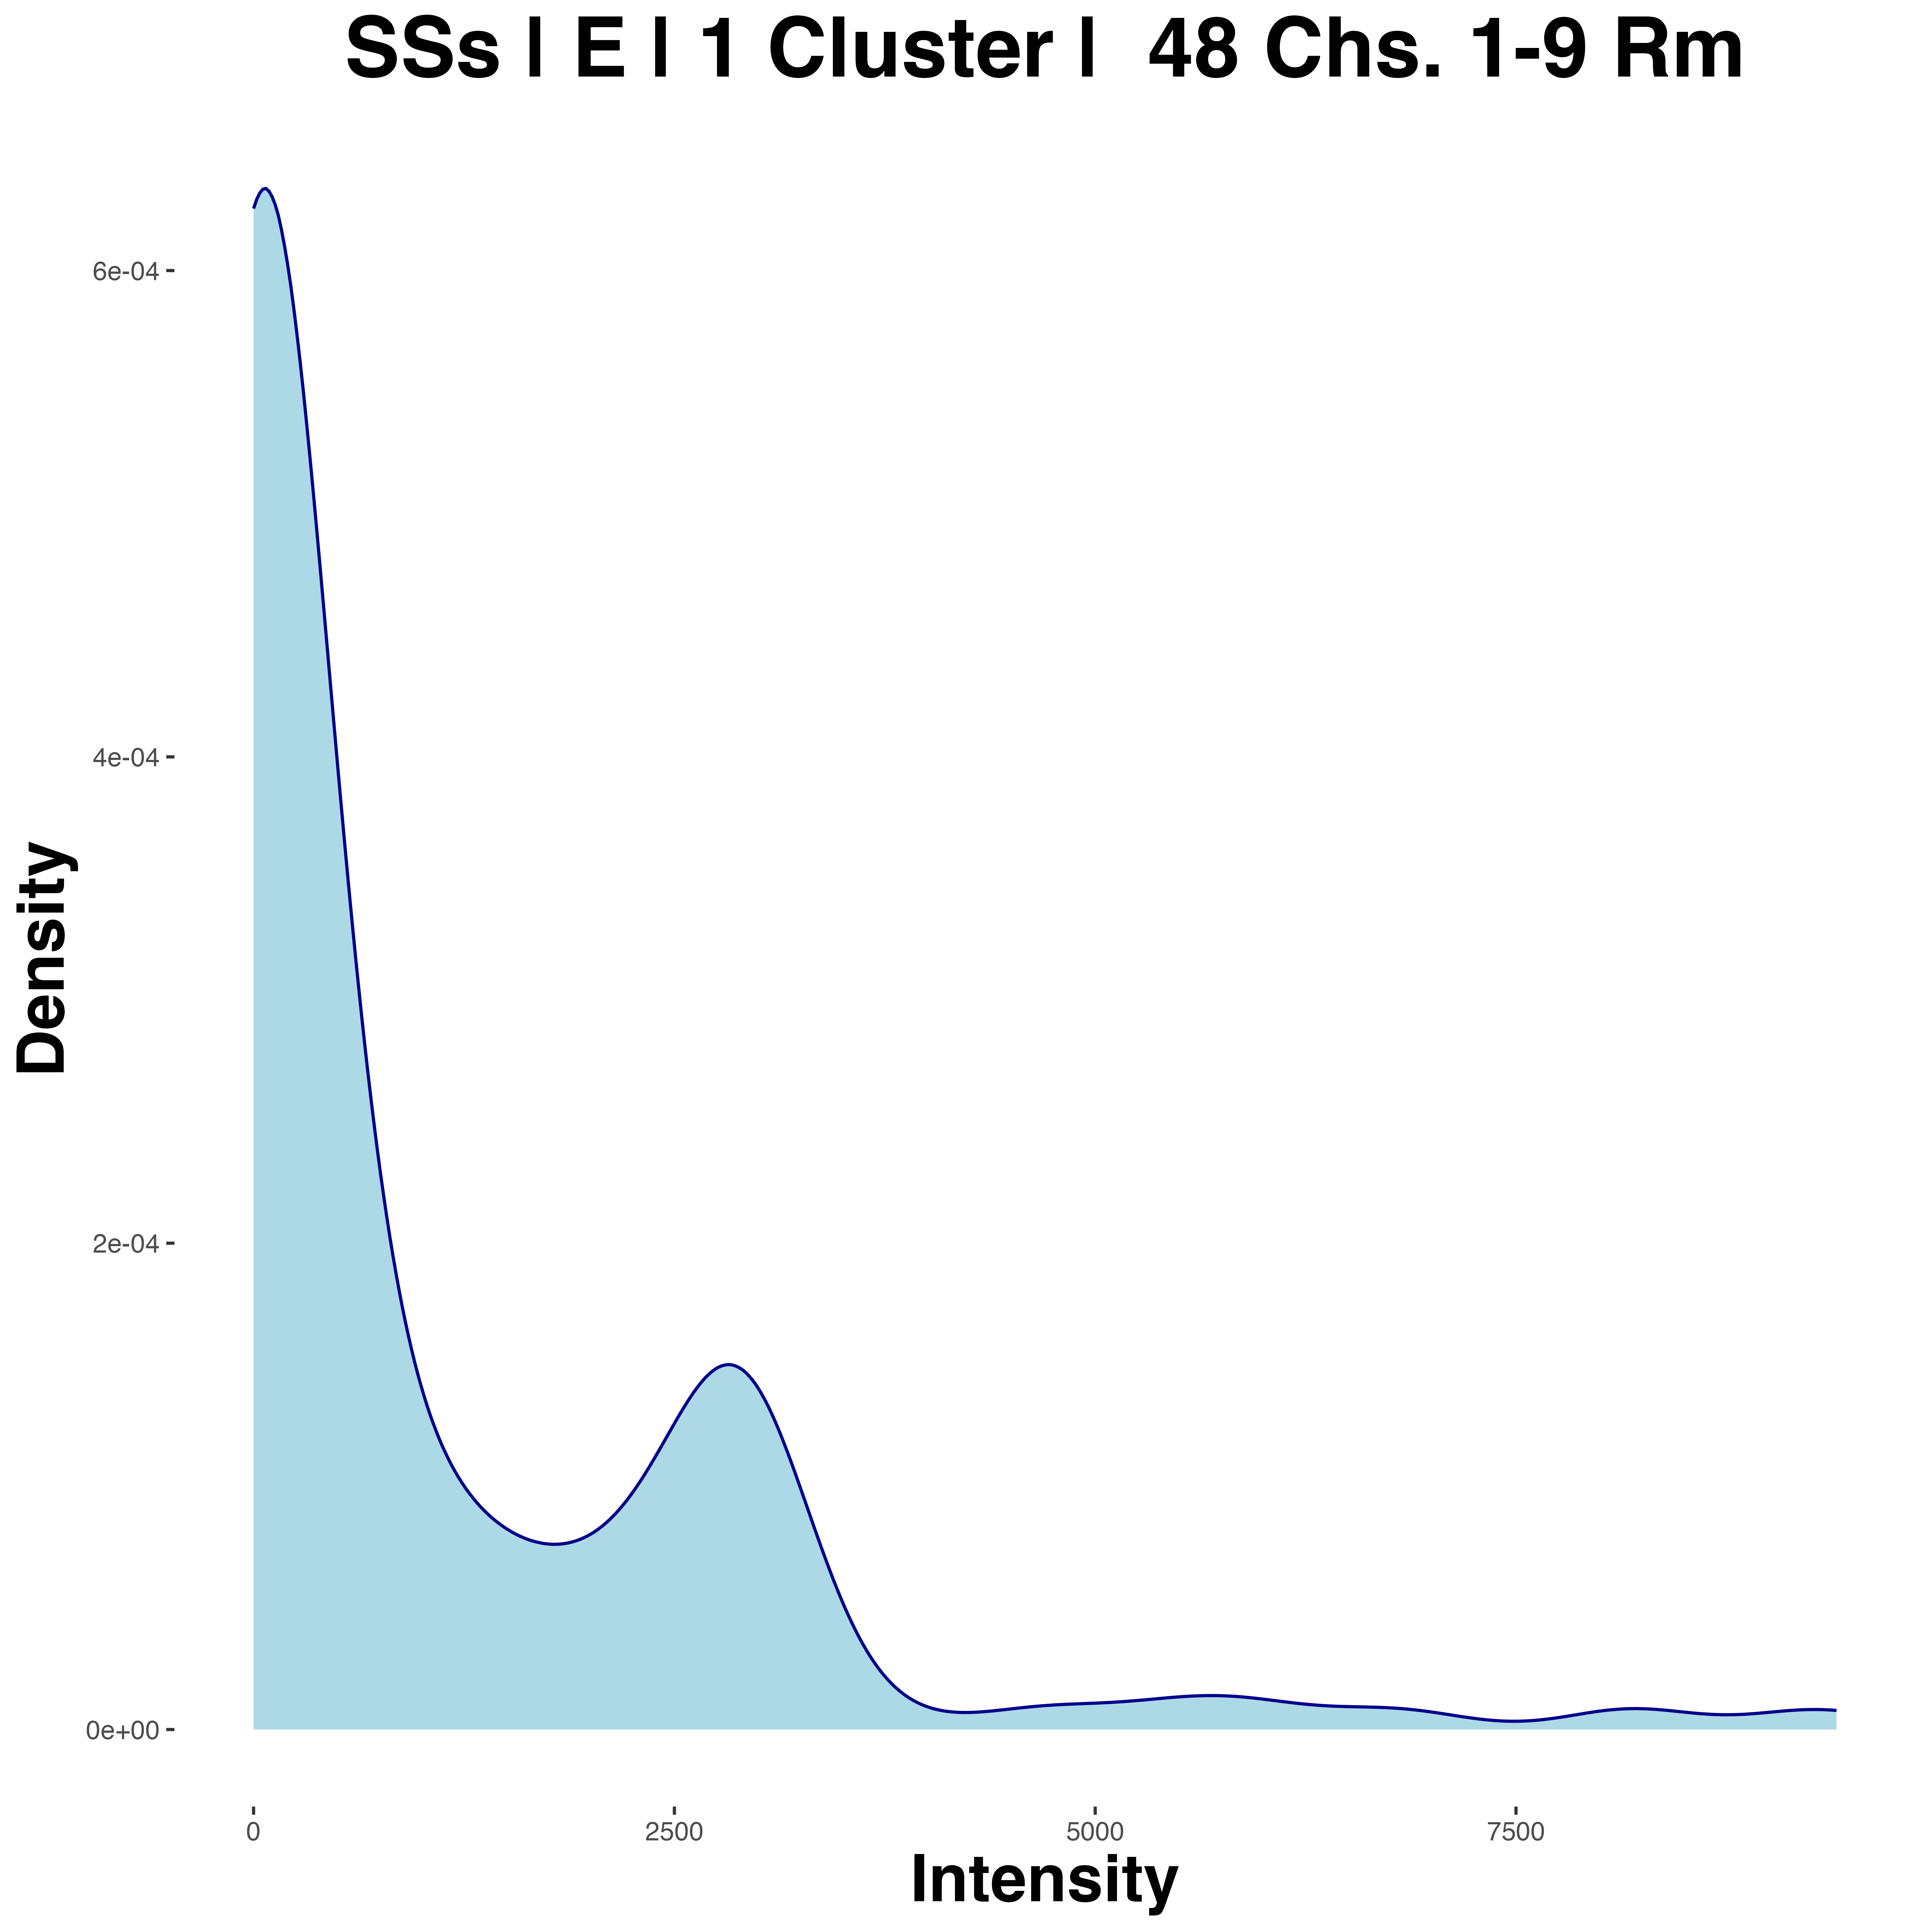 SSs | E | 1 Cluster |  48 Chs. 1-9 Rm
6e-04
4e-04
2e-04
0e+00
Density
0 2500 5000 7500
Intensity